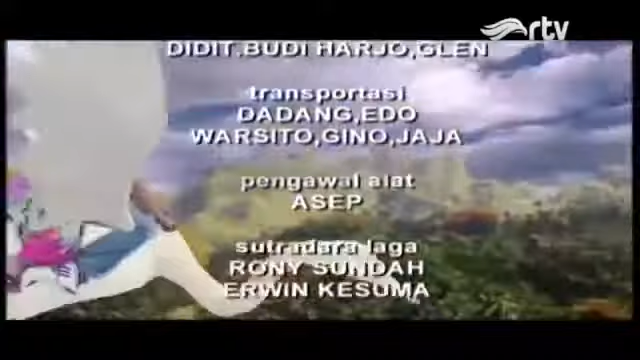 rtv
DIDIT,BUDI HARJO,GLEN
transportasi
DADANG,EDO
WARSITO,GINO,JAJA
pengawal alat
ASEP
sutradara laga
RONY SUNDAH
ERWIN KESUMA